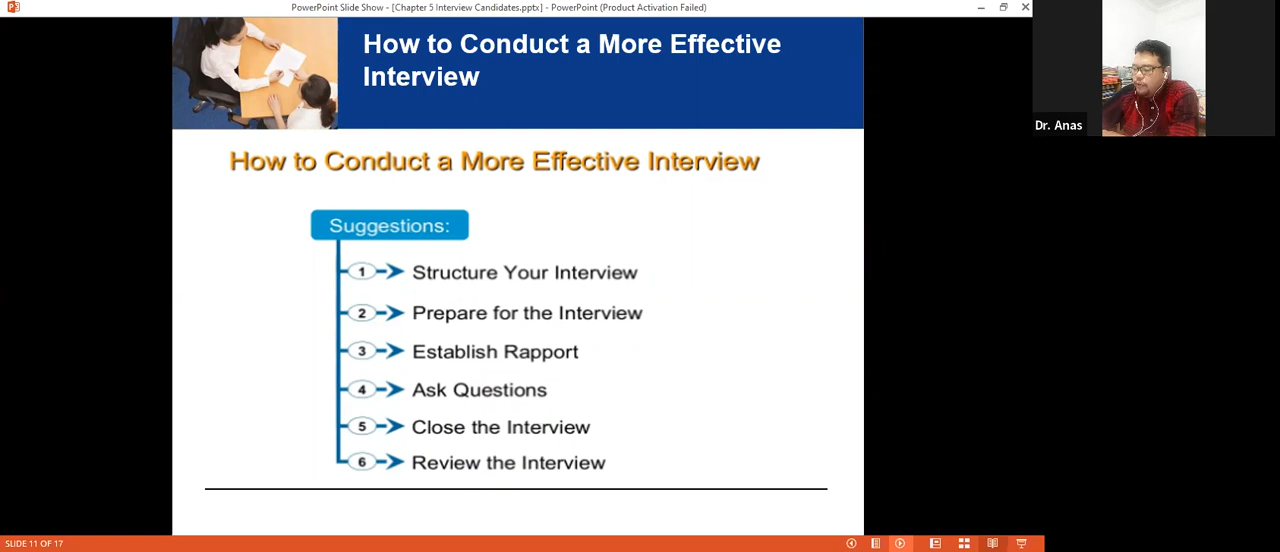 PowerPoint Slide Show - [Chapter 5 Interview Candidates.pptx] - PowerPoint (Product Activation Failed)
How to Conduct a More Effective
Interview
Dr. Anas
How to Conduct a More Effective Interview
Suggestions:
1 Structure Your Interview
2 Prepare for the Interview
3 Establish Rapport
4 Ask Questions
5 Close the Interview
6 Review the Interview
SLIDE 11 OF 17